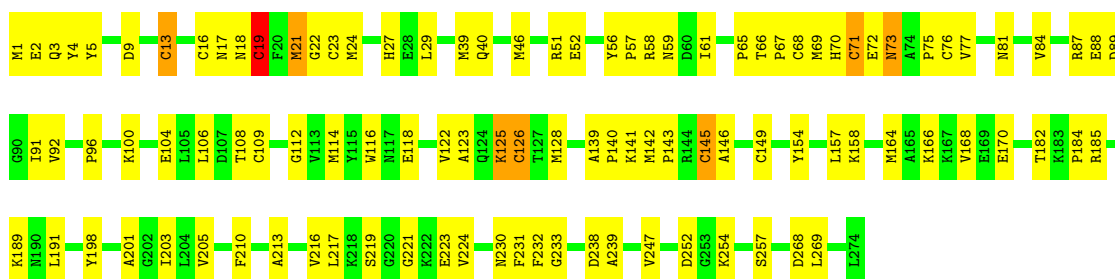 M1 E2 Q3 Y4 Y5 D9 C13 C16 N17 N18 C19 F20 M21 G22 C23 M24 H27 E28 L29 M39 Q40 M46 R51 E52 Y56 P57 R58 N59 D60 I61 P65 T66 P67 C68 M69 H70 C71 E72 N73 A74 P75 C76 V77 N81 V84 R87 E88 D89
G90 I91 V92 P96 K100 E104 L105 L106 D107 T108 C109 G112 V113 M114 Y115 W116 N117 E118 V122 A123 Q124 K125 C126 T127 M128 A139 P140 K141 M142 P143 R144 C145 A146 C149 Y154 L157 K158 M164 A165 K166 K167 V168 E169 E170 T182 K183 P184 R185
K189 N190 L191 Y198 A201 G202 I203 L204 V205 F210 A213 V216 L217 K218 S219 G220 G221 K222 E223 V224 N230 F231 F232 G233 D238 A239 V247 D252 G253 K254 S257 D268 L269 L274